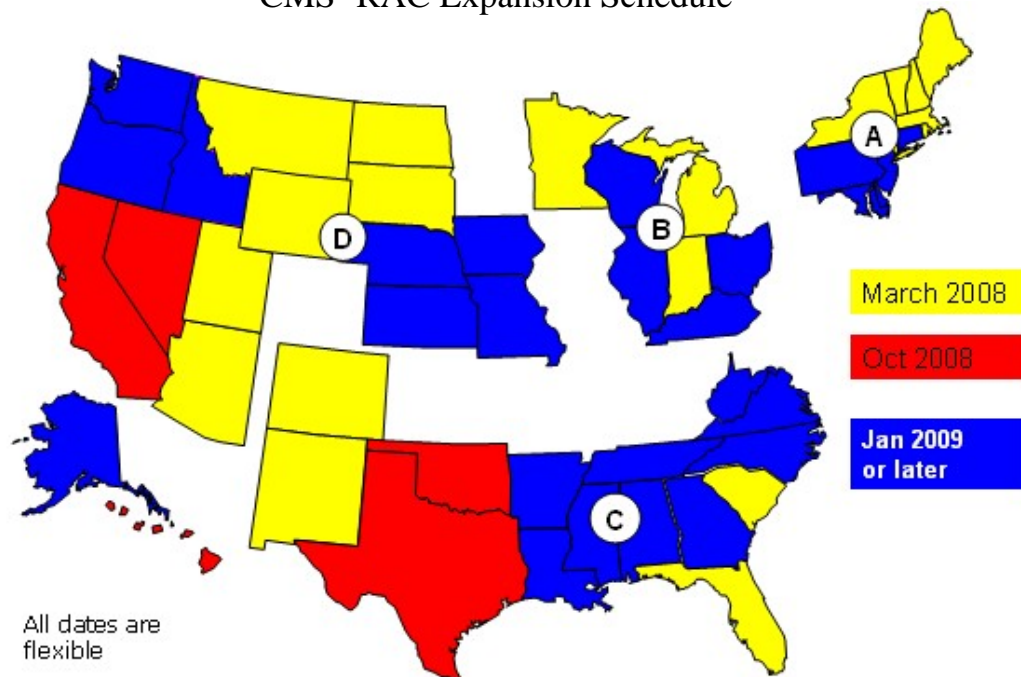 CMS RAC Expansion Schedule
A
D
B
March 2008
Oct 2008
Jan 2009
or later
C
All dates are
flexible